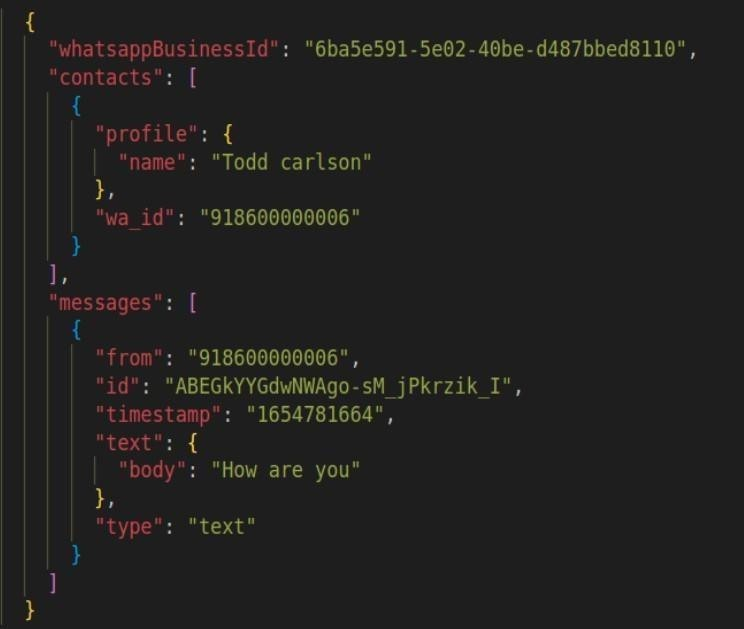 {
"whatsappBusinessId": "6ba5e591-5e02-40be-d487bbed8110",
"contacts": [
{
"profile": {
"name": "Todd carlson"
},
"wa_id": "918600000006"
}
],
"messages": [
{
"from": "918600000006",
"id": "ABEGkYYGdwNWAgo-sM_jPkrzik_I",
"timestamp": "1654781664",
"text": {
"body": "How are you"
},
"type": "text"
}
]
}